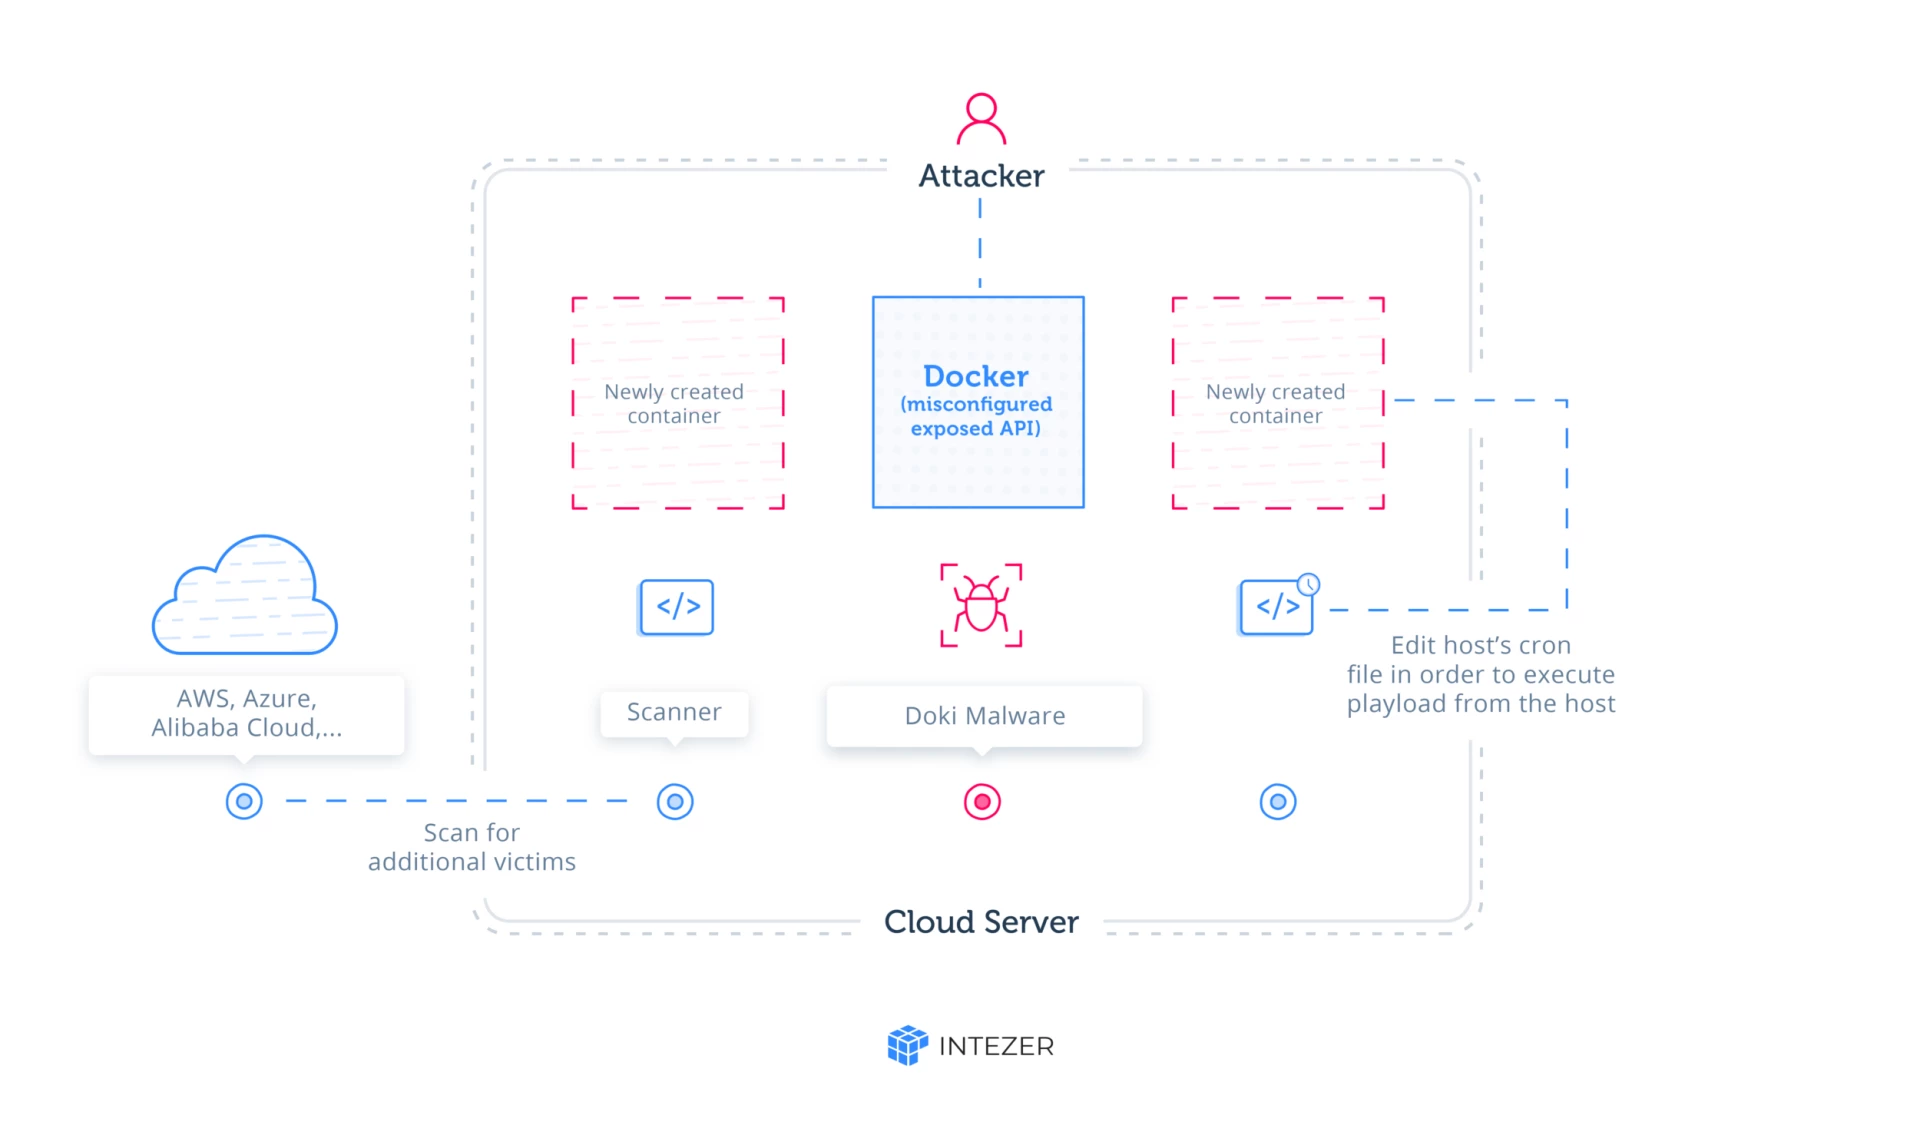 Attacker
Newly created
container
Docker
(misconfigured
exposed API)
Newly created
container
</>
</>
Edit host's cron
file in order to execute
playload from the host
AWS, Azure,
Alibaba Cloud,...
Scanner
Doki Malware
Scan for
additional victims
Cloud Server
INTEZER